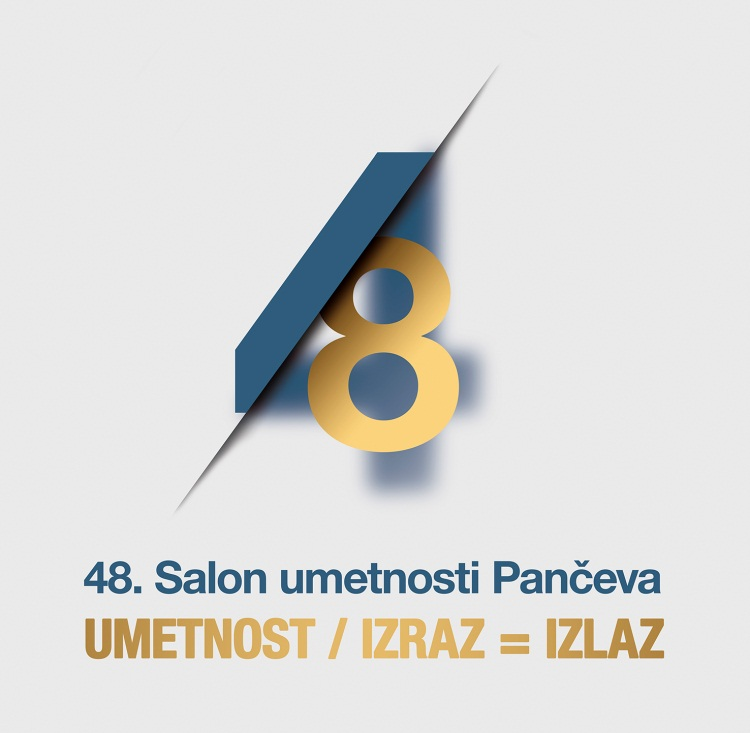 48
48. Salon umetnosti Pančeva
UMETNOST / IZRAZ = IZLAZ